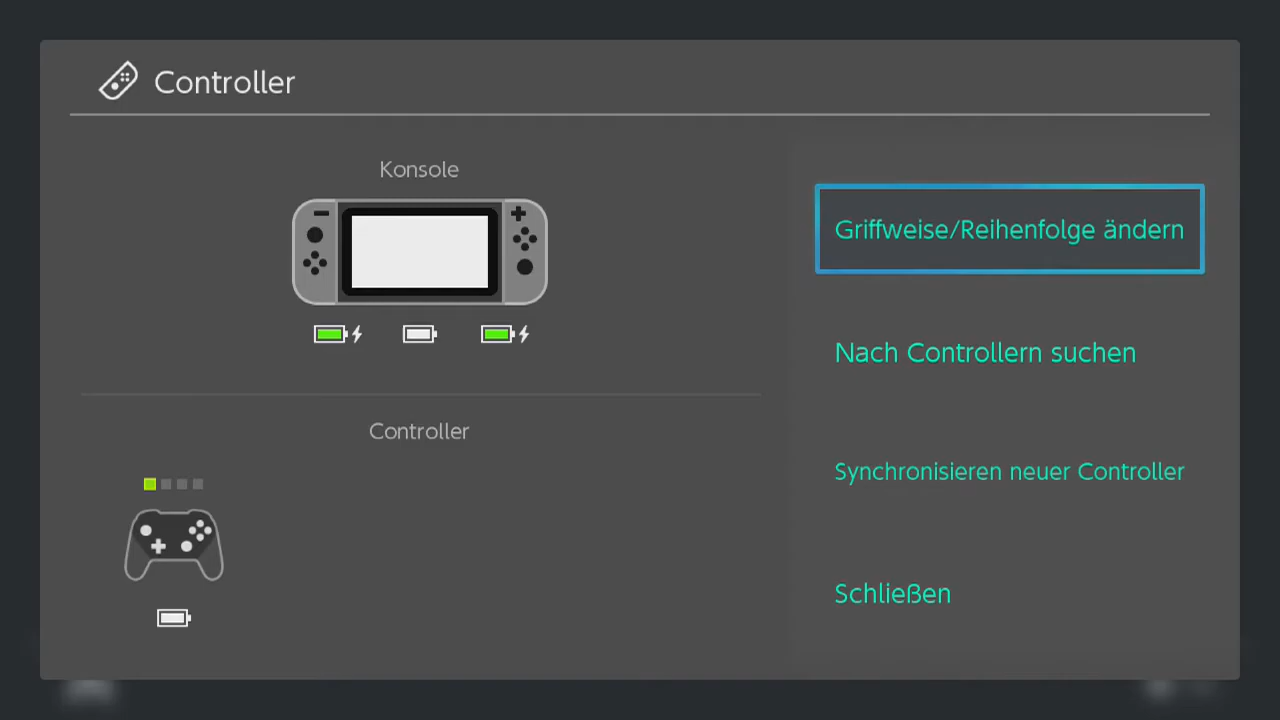 Controller
Konsole
Griffweise/Reihenfolge ändern
Nach Controllern suchen
Controller
Synchronisieren neuer Controller
Schließen